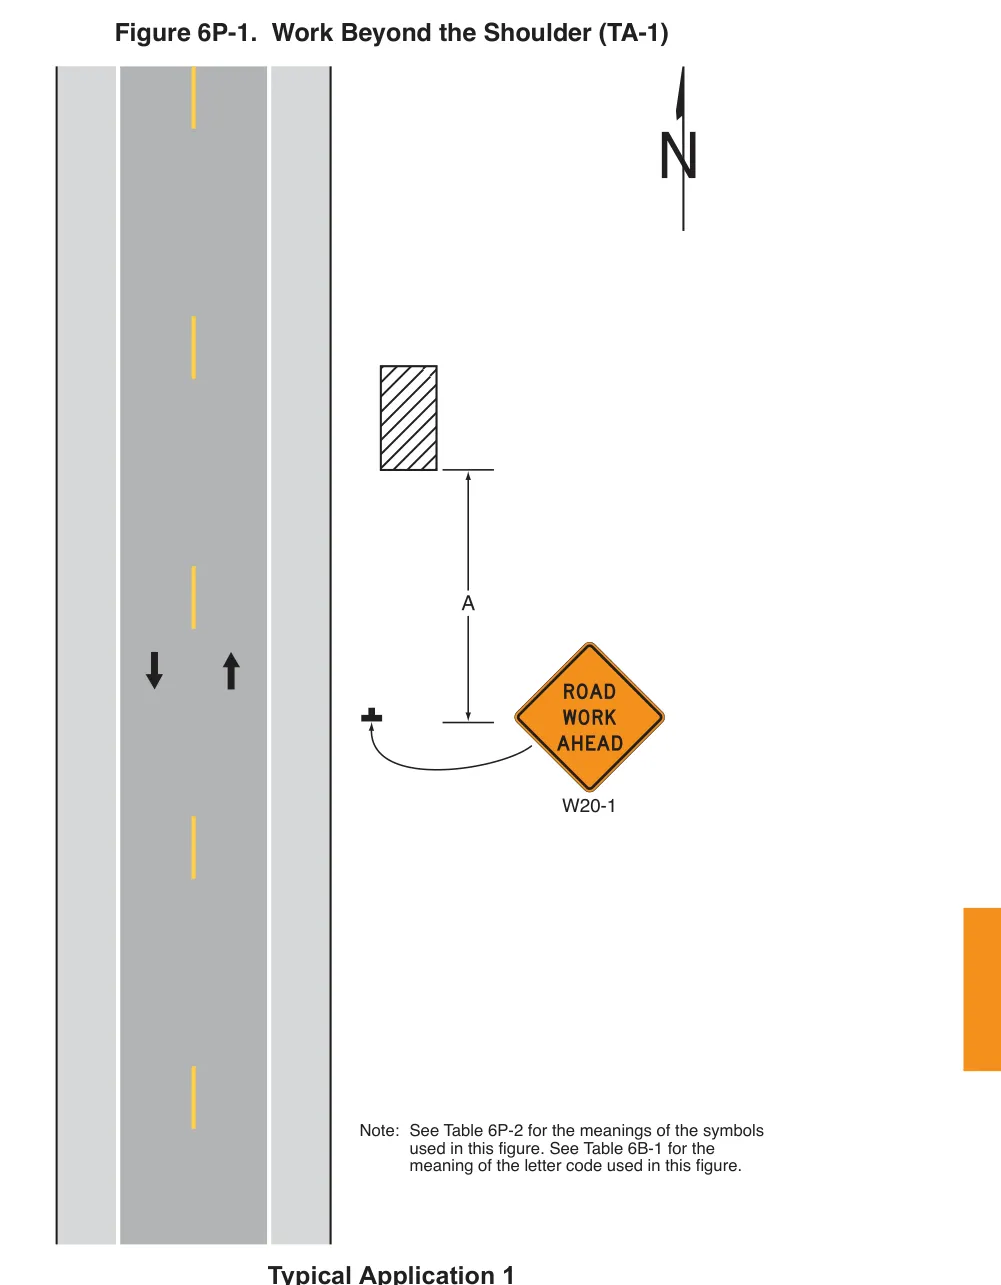 Figure 6P-1. Work Beyond the Shoulder (TA-1)
N
A
ROAD
WORK
AHEAD
W20-1
Note: See Table 6P-2 for the meanings of the symbols
used in this figure. See Table 6B-1 for the
meaning of the letter code used in this figure.
Typical Application 1